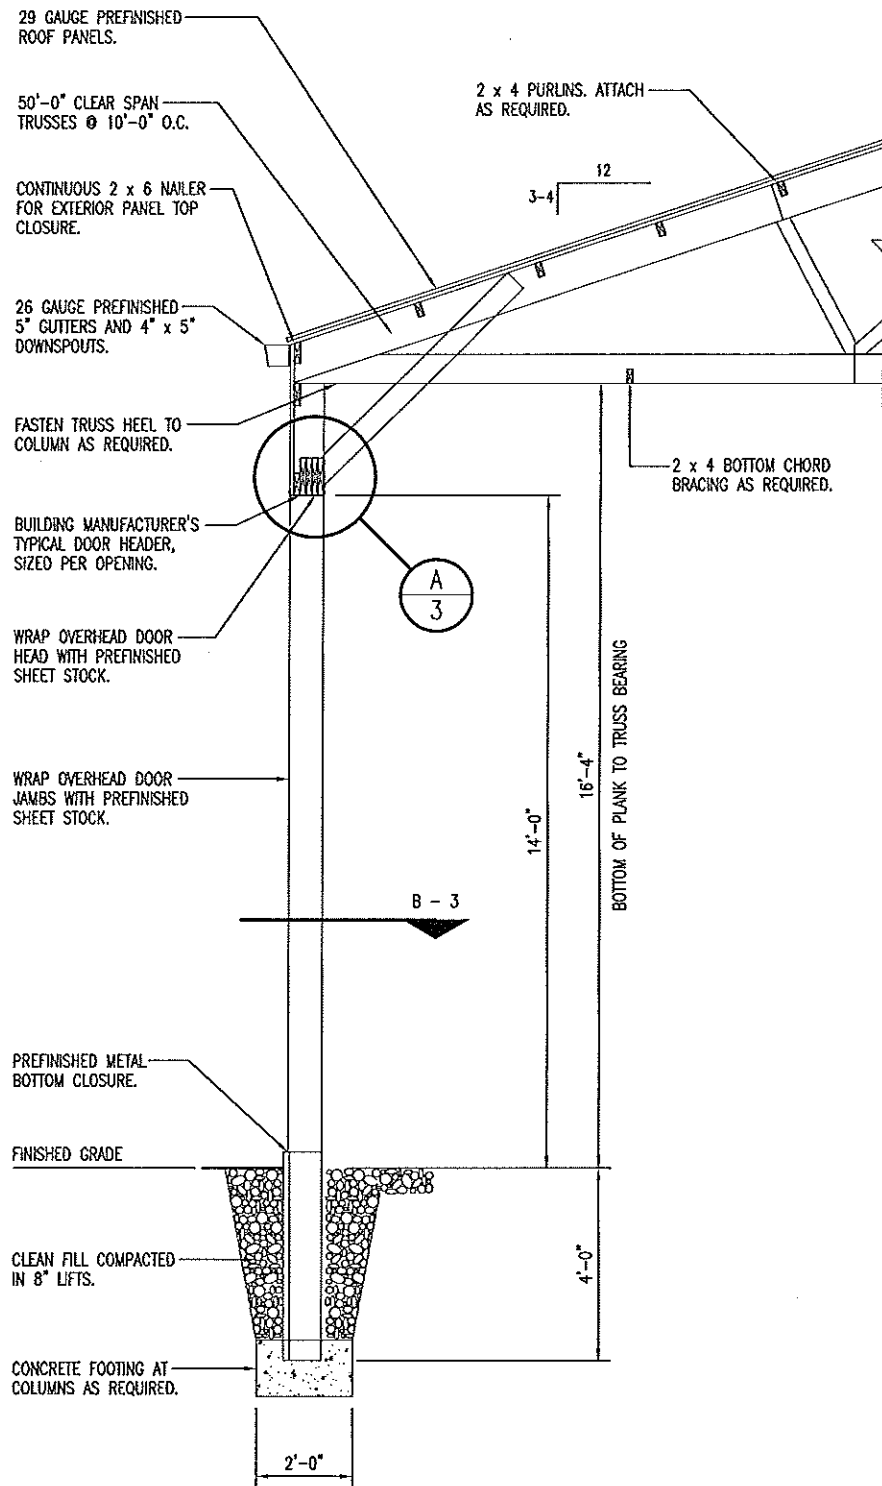 29 GAUGE PREFINISHED
ROOF PANELS.
50'-0" CLEAR SPAN
TRUSSES @ 10'-0" O.C.
2 x 4 PURLINS. ATTACH
AS REQUIRED.
CONTINUOUS 2 x 6 NAILER
FOR EXTERIOR PANEL TOP
CLOSURE.
12
3-4
26 GAUGE PREFINISHED
5" GUTTERS AND 4" x 5"
DOWNSPOUTS.
FASTEN TRUSS HEEL TO
COLUMN AS REQUIRED.
2 x 4 BOTTOM CHORD
BRACING AS REQUIRED.
BUILDING MANUFACTURER'S
TYPICAL DOOR HEADER,
SIZED PER OPENING.
A
3
WRAP OVERHEAD DOOR
HEAD WITH PREFINISHED
SHEET STOCK.
WRAP OVERHEAD DOOR
JAMBS WITH PREFINISHED
SHEET STOCK.
14'-0"
16'-4"
BOTTOM OF PLANK TO TRUSS BEARING
B - 3
PREFINISHED METAL
BOTTOM CLOSURE.
FINISHED GRADE
CLEAN FILL COMPACTED
IN 8" LIFTS.
4'-0"
CONCRETE FOOTING AT
COLUMNS AS REQUIRED.
2'-0"